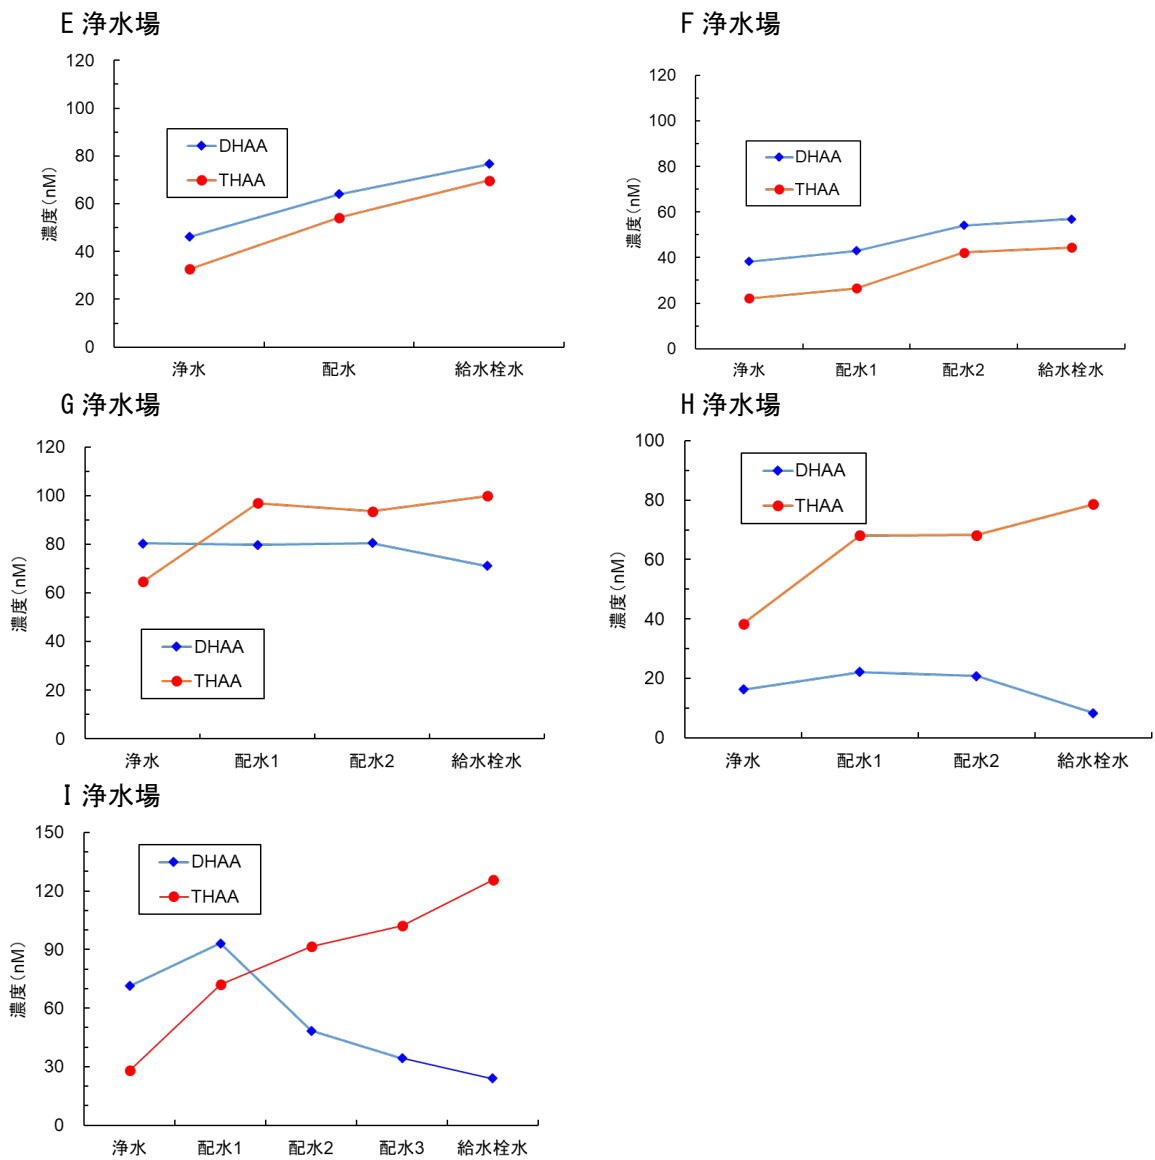 E 浄水場
120
100
80
60
40
20
0
濃度(nM)
DHAA
THAA
浄水
配水
給水栓水
F 浄水場
120
100
80
60
40
20
0
濃度(nM)
DHAA
THAA
浄水
配水1
配水2
給水栓水
G 浄水場
120
100
80
60
40
20
0
濃度(nM)
DHAA
THAA
浄水
配水1
配水2
給水栓水
H 浄水場
100
80
60
40
20
0
濃度(nM)
DHAA
THAA
浄水
配水1
配水2
給水栓水
I 浄水場
150
120
90
60
30
0
濃度(nM)
DHAA
THAA
浄水
配水1
配水2
配水3
給水栓水